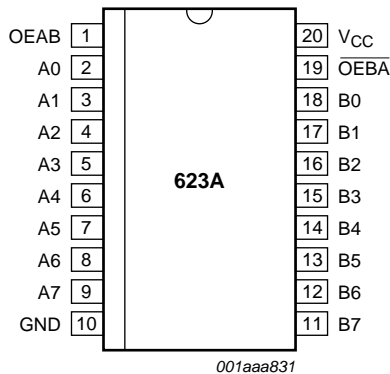 OEAB 1 20 VCC
A0 2 19 OEBA
A1 3 18 B0
A2 4 17 B1
A3 5 16 B2
A4 6 15 B3
A5 7 14 B4
A6 8 13 B5
A7 9 12 B6
GND 10 11 B7
623A
001aaa831